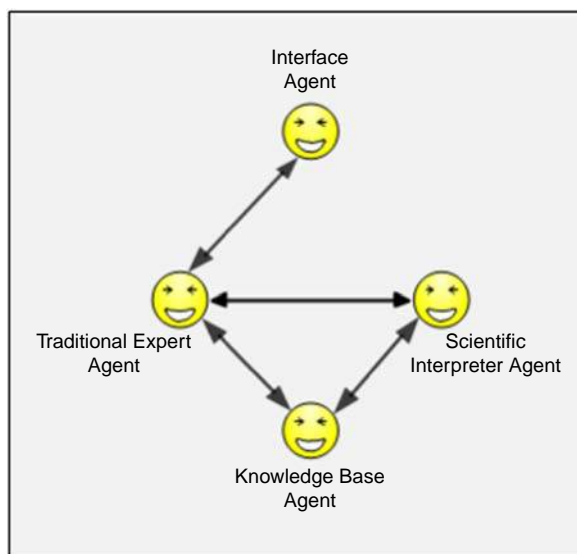 Interface
Agent
Traditional Expert
Agent
Scientific
Interpreter Agent
Knowledge Base
Agent